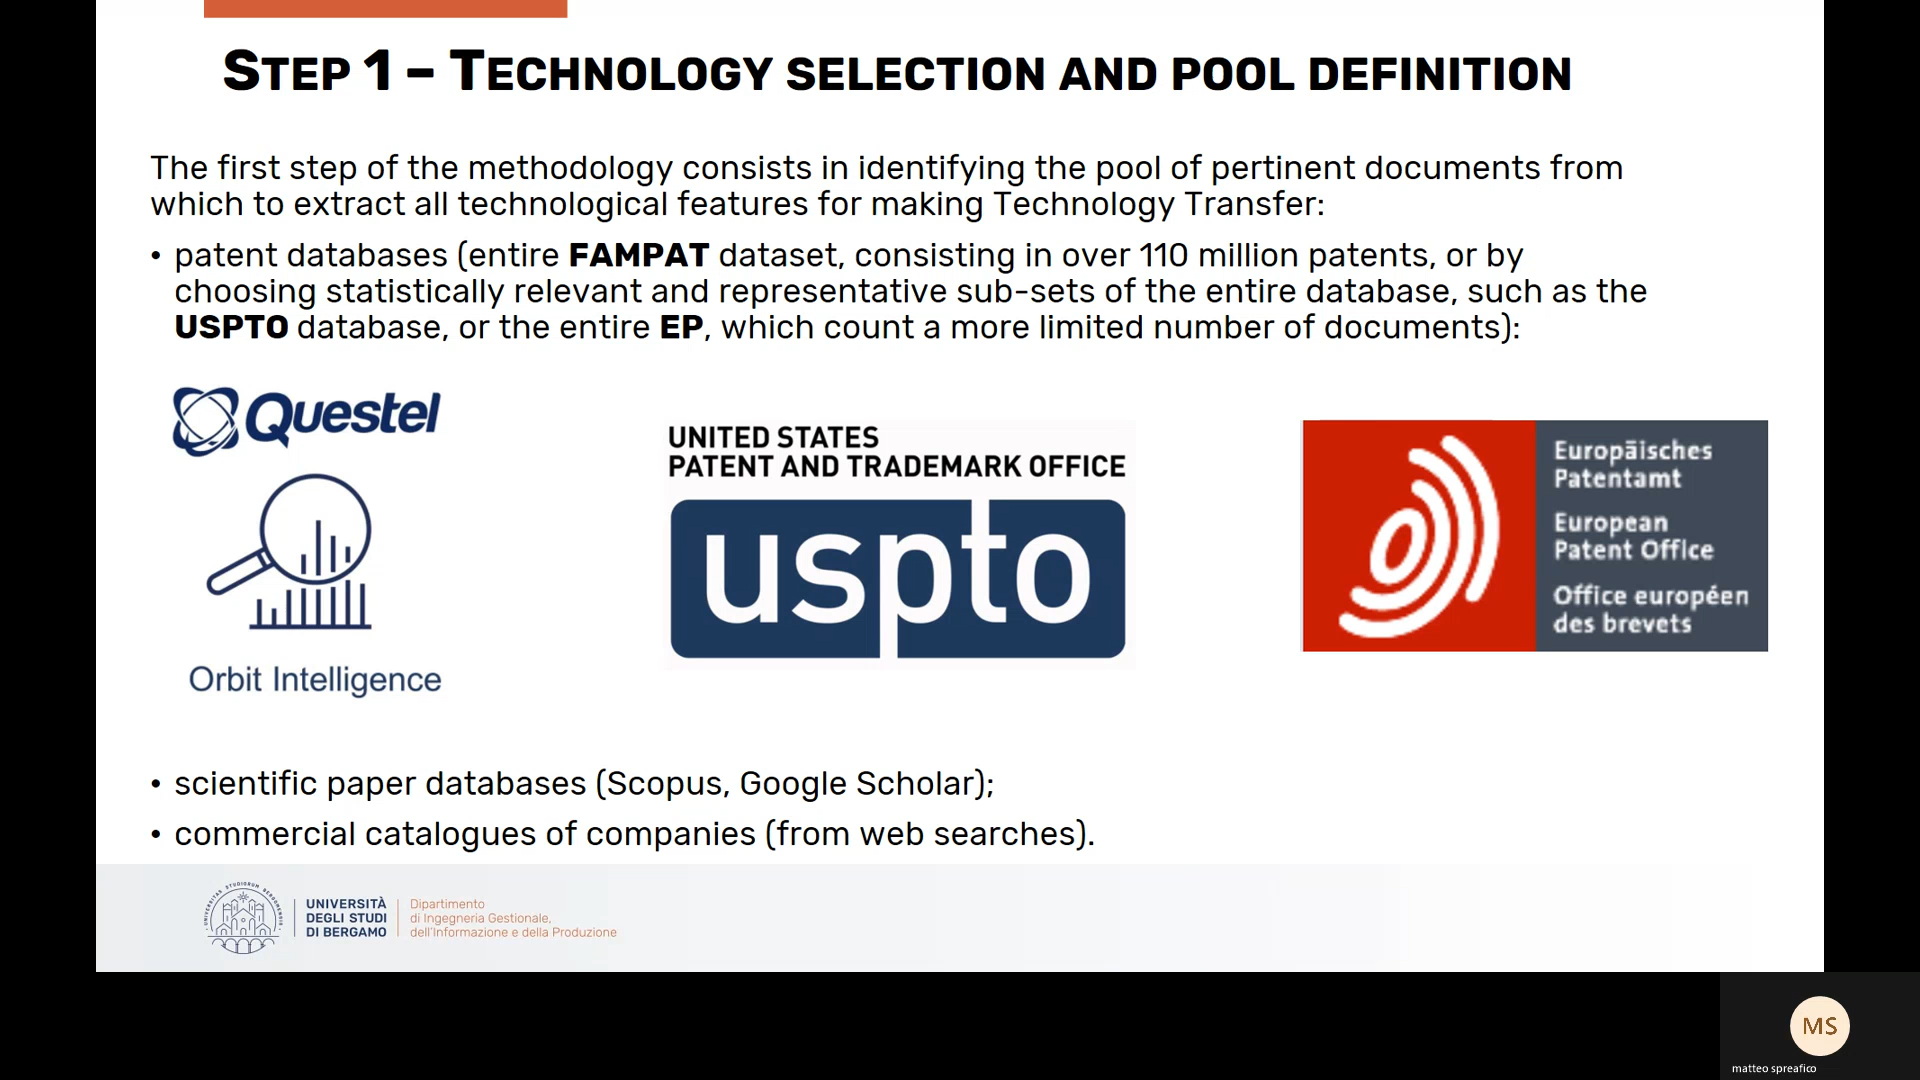 STEP 1 – TECHNOLOGY SELECTION AND POOL DEFINITION
The first step of the methodology consists in identifying the pool of pertinent documents from
which to extract all technological features for making Technology Transfer:
• patent databases (entire FAMPAT dataset, consisting in over 110 million patents, or by
choosing statistically relevant and representative sub-sets of the entire database, such as the
USPTO database, or the entire EP, which count a more limited number of documents):
Questel
Orbit Intelligence
UNITED STATES
PATENT AND TRADEMARK OFFICE
uspto
Europäisches
Patentamt
European
Patent Office
Office européen
des brevets
• scientific paper databases (Scopus, Google Scholar);
• commercial catalogues of companies (from web searches).
UNIVERSITÀ
DEGLI STUDI
DI BERGAMO
Dipartimento
di Ingegneria Gestionale,
dell'Informazione e della Produzione
MS
matteo spreafico